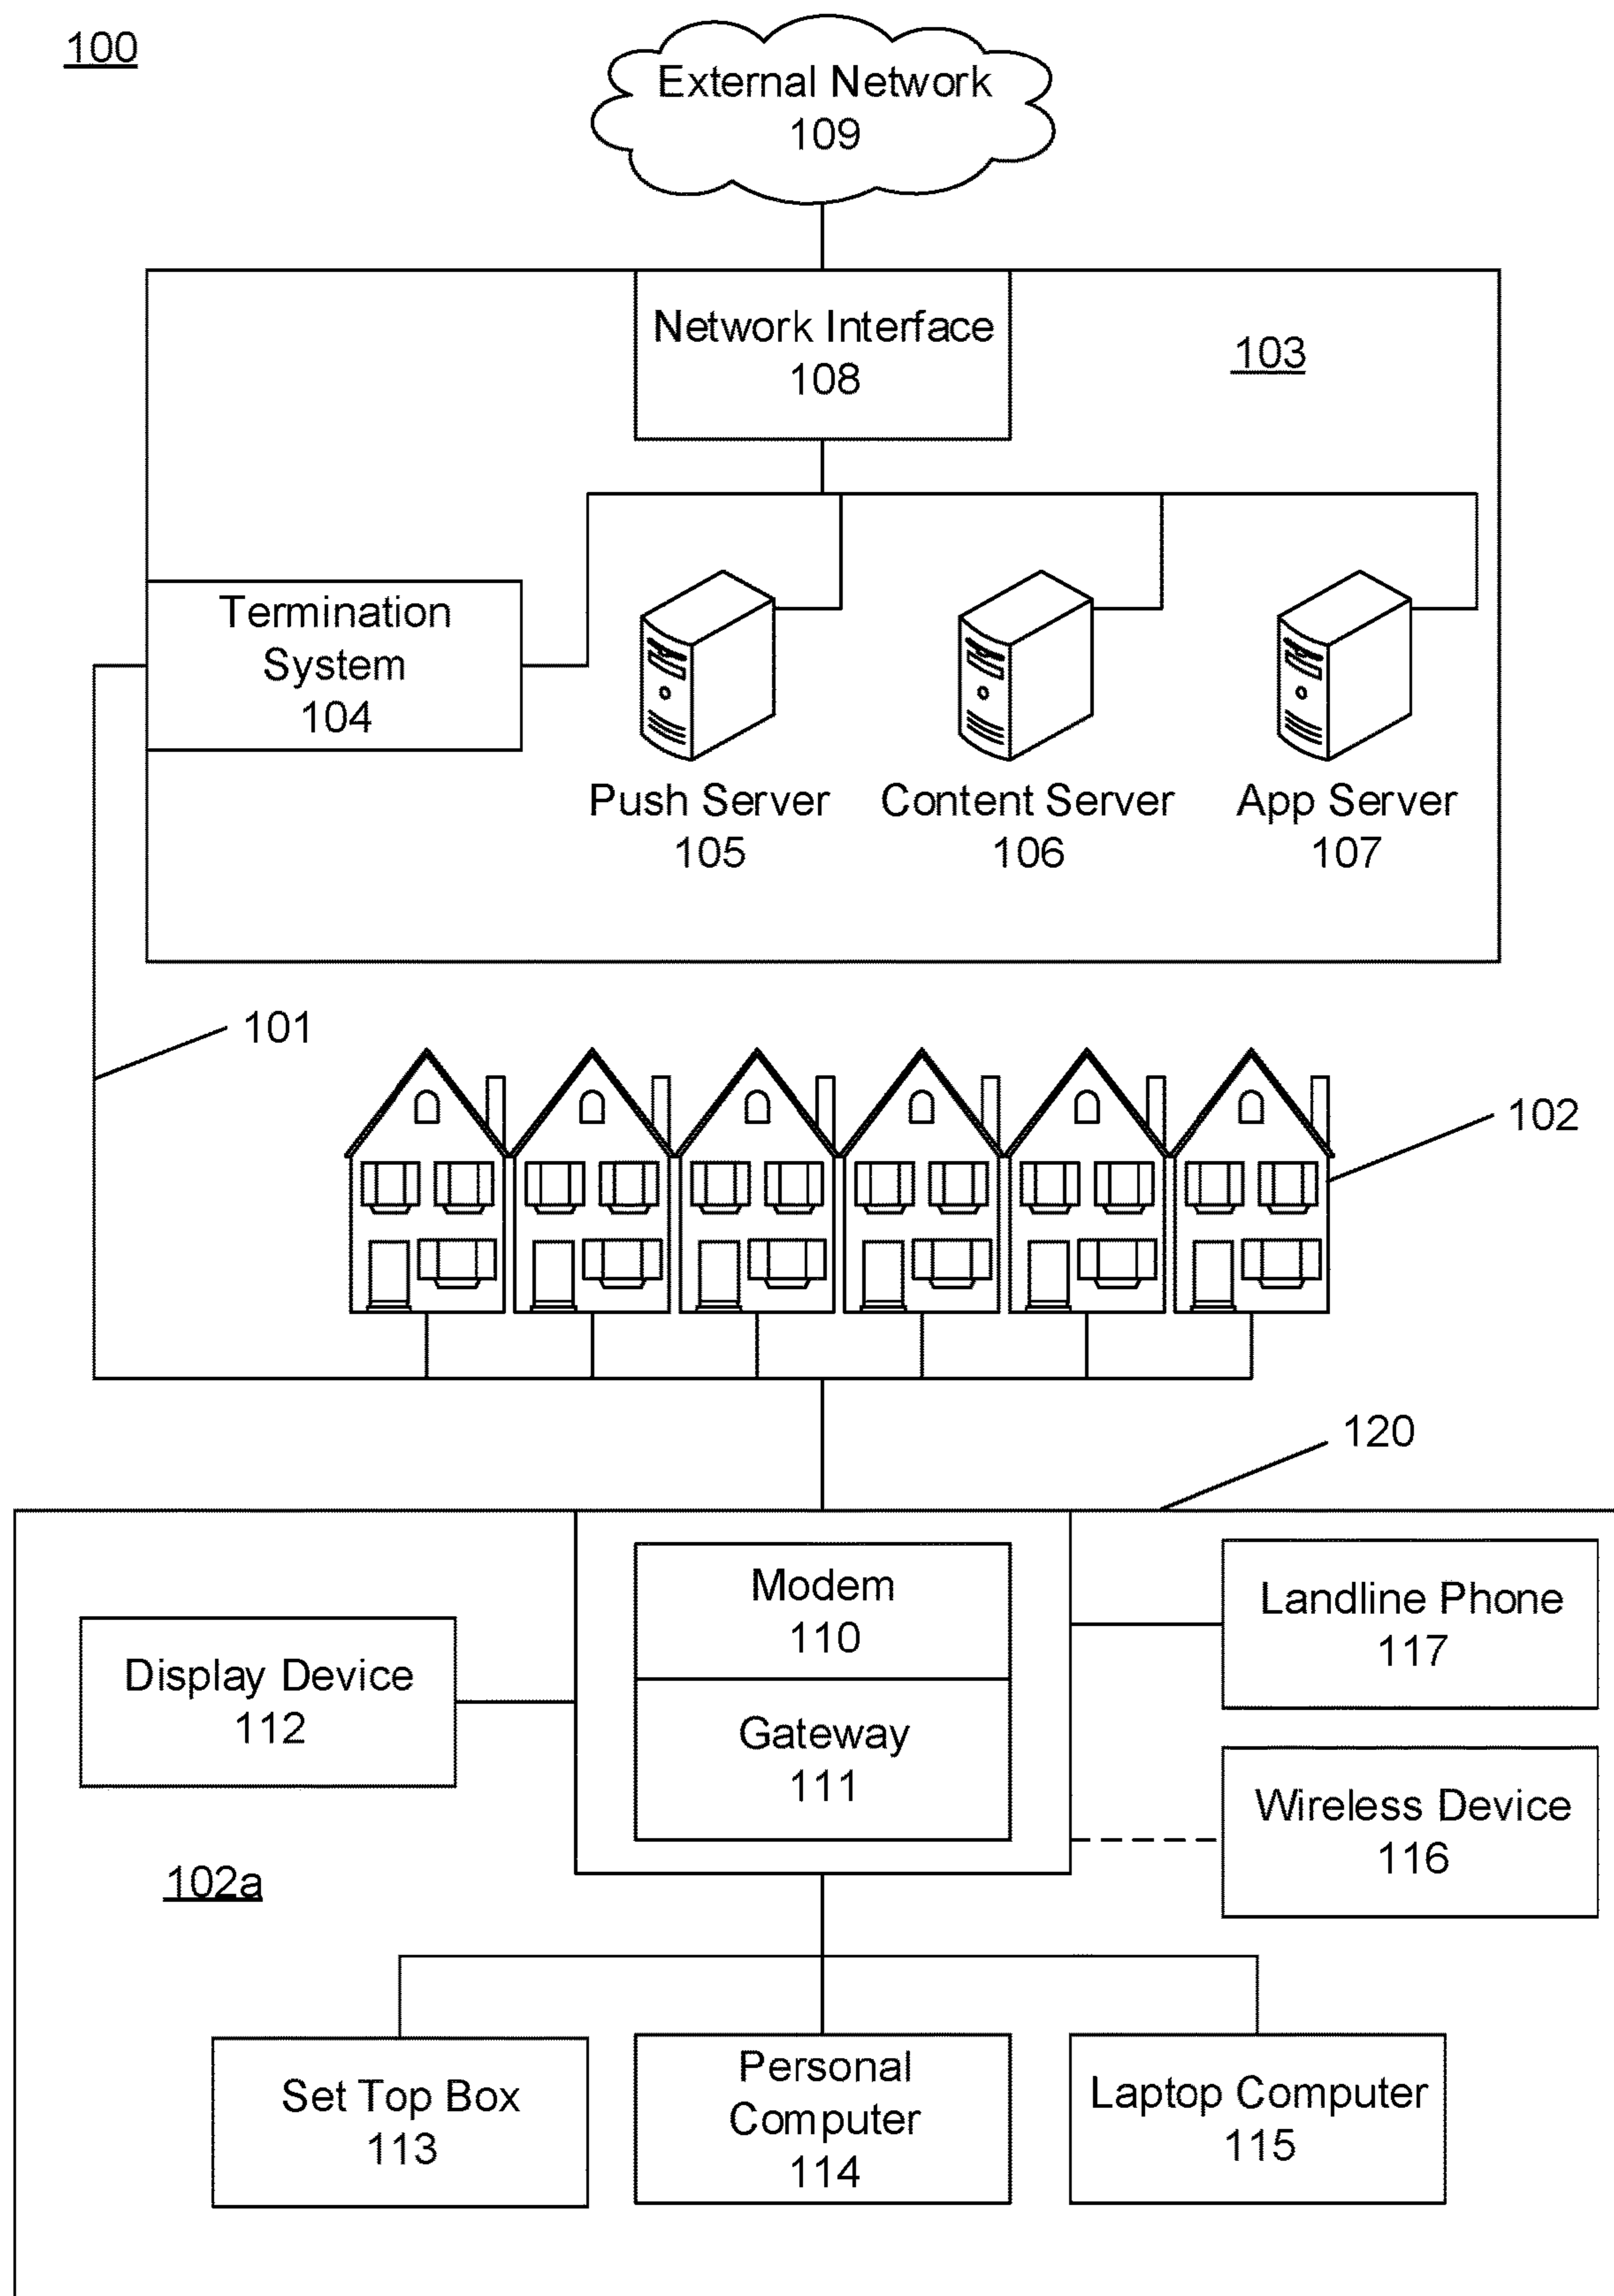 100
External Network
109
Network Interface
108
103
Termination
System
104
Push Server
105
Content Server
106
App Server
107
101
102
120
Modem
110
Landline Phone
117
Display Device
112
Gateway
111
Wireless Device
116
102a
Set Top Box
113
Personal
Computer
114
Laptop Computer
115